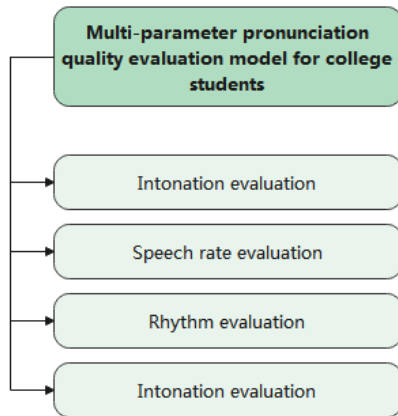 Multi-parameter pronunciation
quality evaluation model for college
students
Intonation evaluation
Speech rate evaluation
Rhythm evaluation
Intonation evaluation